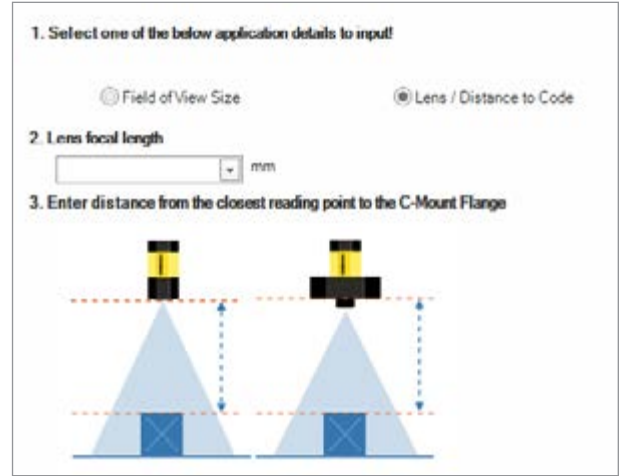 1. Select one of the below application details to input!
Field of View Size
Lens / Distance to Code
2. Lens focal length
mm
3. Enter distance from the closest reading point to the C-Mount Flange